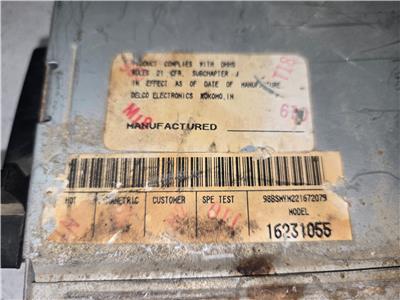 PRODUCT COMPLIES WITH DHHS
RULES 21 CFR, SUBCHAPTER J
IN EFFECT AS OF DATE OF MANUFACTURE
DELCO ELECTRONICS KOKOMO, IN
MANUFACTURED
HOT
CUSTOMER
SPE TEST
MODEL
16231055